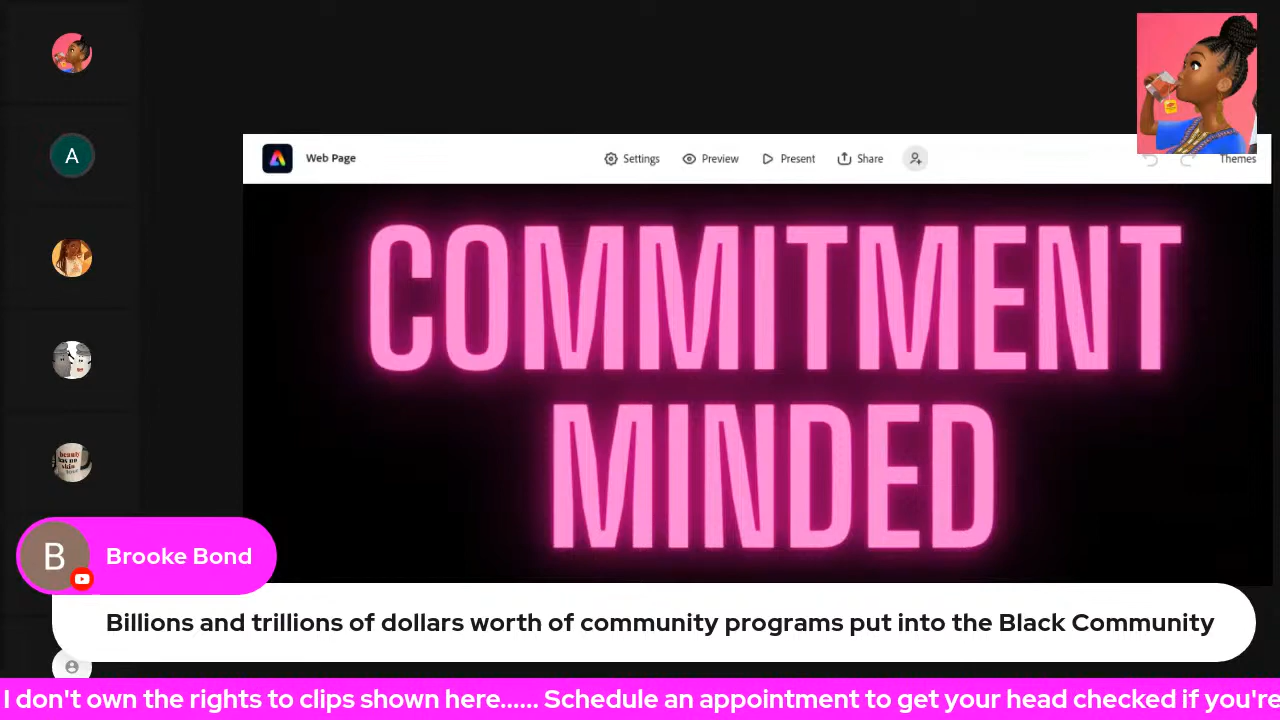 A
Web Page
Settings
Preview
Present
Share
Themes
COMMITMENT
MINDED
B
Brooke Bond
Billions and trillions of dollars worth of community programs put into the Black Community
I don't own the rights to clips shown here...... Schedule an appointment to get your head checked if you're